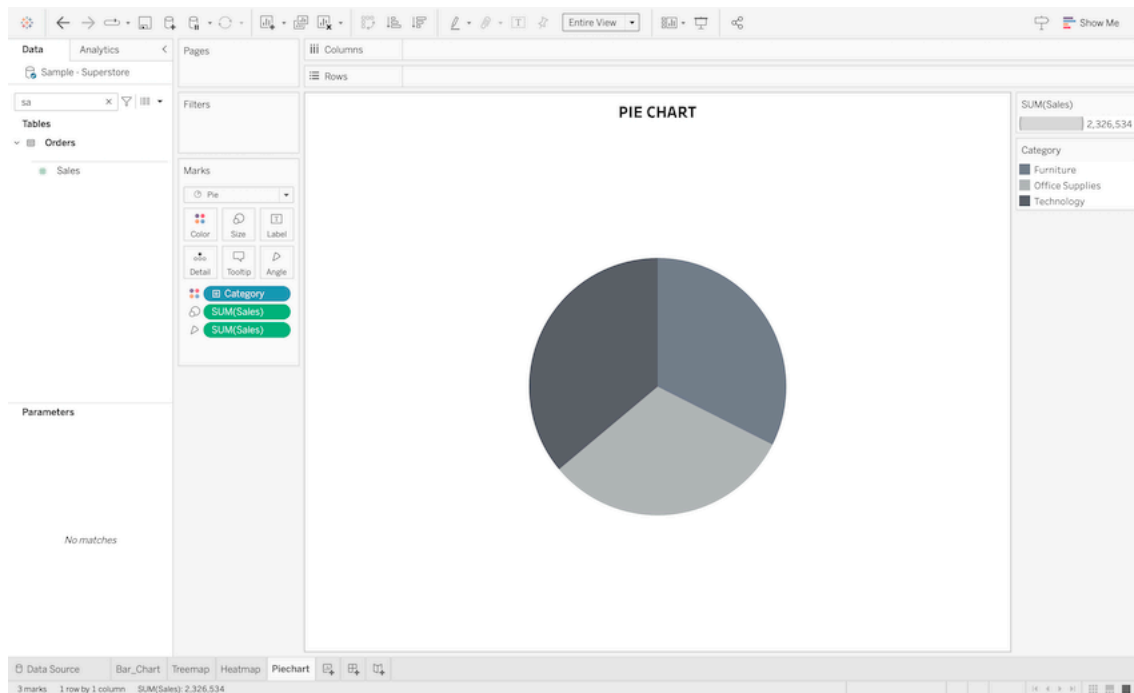 Entire View
Show Me
Data
Analytics
Sample - Superstore
sa
Tables
Orders
Sales
Parameters
No matches
Pages
Filters
Marks
Pie
Color
Size
Label
Detail
Tooltip
Angle
Category
SUM(Sales)
SUM(Sales)
Columns
Rows
PIE CHART
SUM(Sales)
2,326,534
Category
Furniture
Office Supplies
Technology
Data Source
Bar_Chart
Treemap
Heatmap
Piechart
3 marks
1 row by 1 column
SUM(Sales): 2,326,534